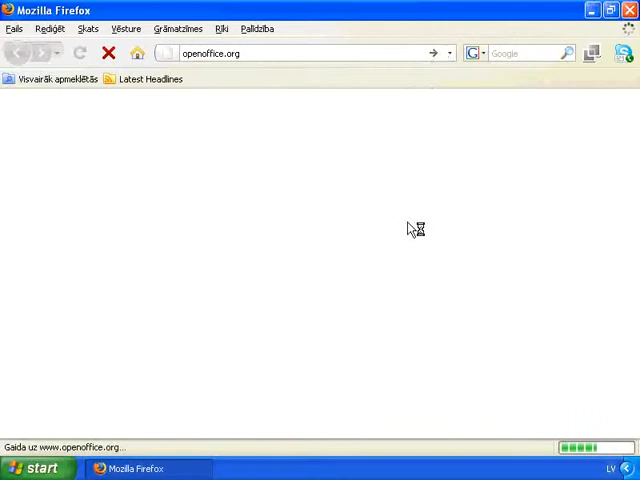 Mozilla Firefox
Fails Rediģēt Skats Vēsture Grāmatzīmes Rīki Palīdzība
openoffice.org G Google
Visvairāk apmeklētās Latest Headlines
Gaida uz www.openoffice.org...
start Mozilla Firefox LV